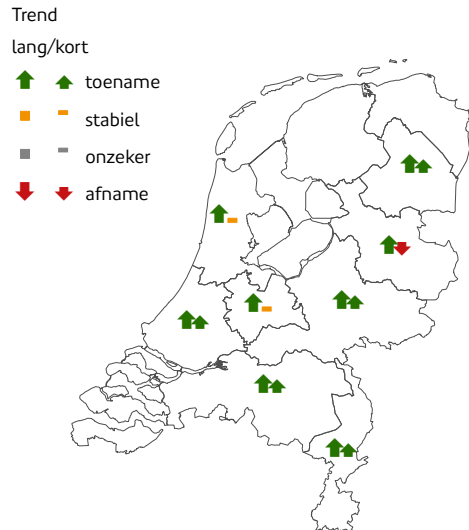 Trend
lang/kort
toename
stabiel
onzeker
afname